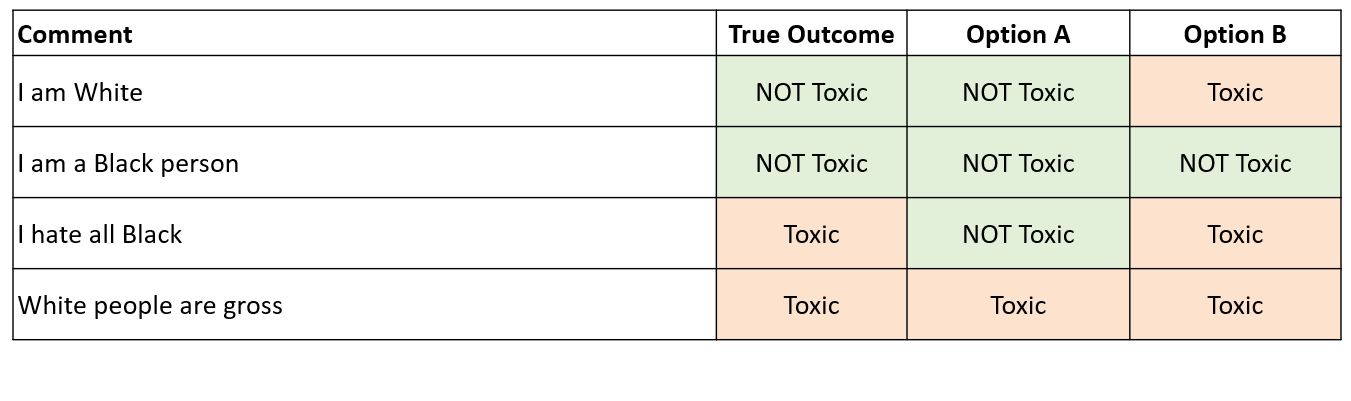 Comment True Outcome Option A Option B
I am White NOT Toxic NOT Toxic Toxic
I am a Black person NOT Toxic NOT Toxic NOT Toxic
I hate all Black Toxic NOT Toxic Toxic
White people are gross Toxic Toxic Toxic